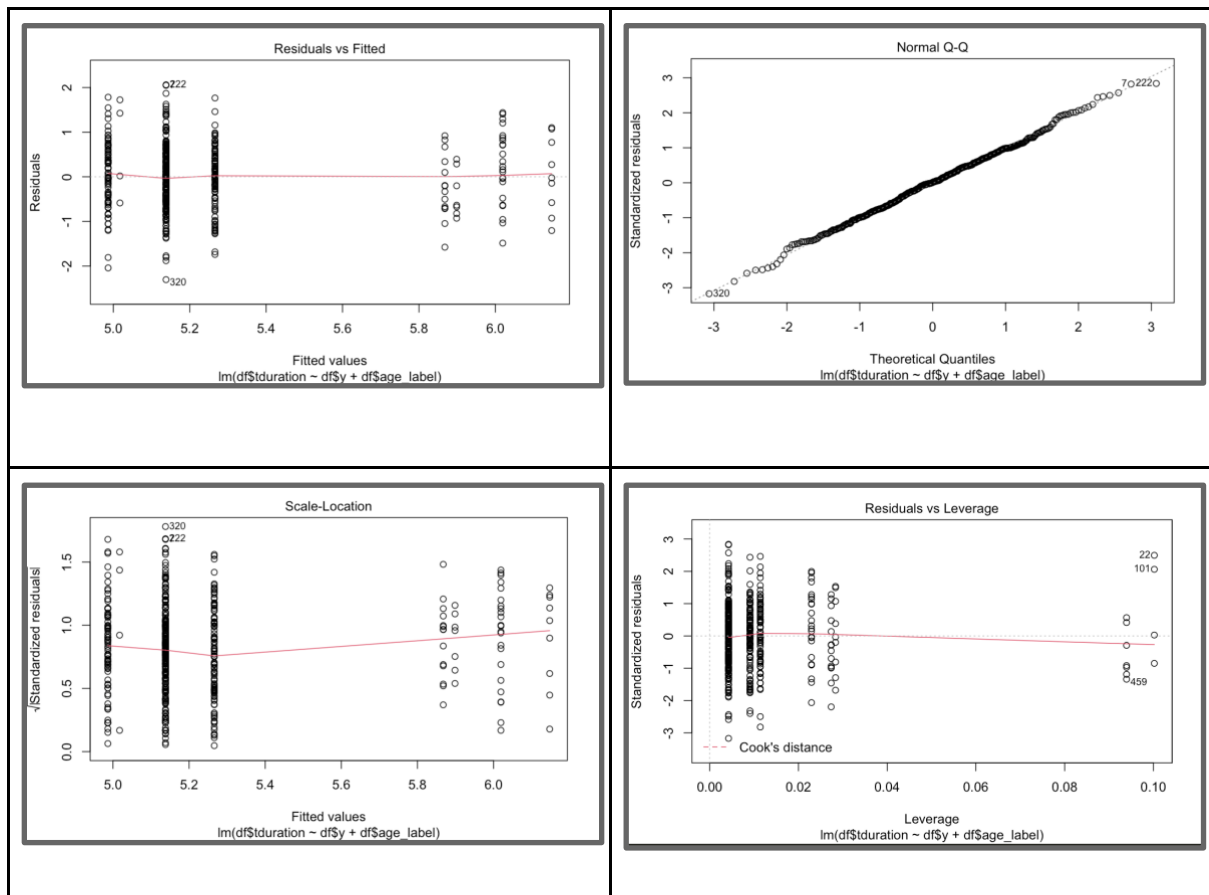 Residuals vs Fitted
Residuals
2
1
0
-1
-2
222
320
5.0 5.2 5.4 5.6 5.8 6.0
Fitted values
lm(df$tduration ~ df$y + df$age_label)
Normal Q-Q
Standardized residuals
3
2
1
0
-1
-2
-3
7 222
320
-3 -2 -1 0 1 2 3
Theoretical Quantiles
lm(df$tduration ~ df$y + df$age_label)
Scale-Location
√|Standardized residuals|
1.5
1.0
0.5
0.0
320
222
5.0 5.2 5.4 5.6 5.8 6.0
Fitted values
lm(df$tduration ~ df$y + df$age_label)
Residuals vs Leverage
Standardized residuals
3
2
1
0
-1
-2
-3
22
101
459
Cook's distance
0.00 0.02 0.04 0.06 0.08 0.10
Leverage
lm(df$tduration ~ df$y + df$age_label)